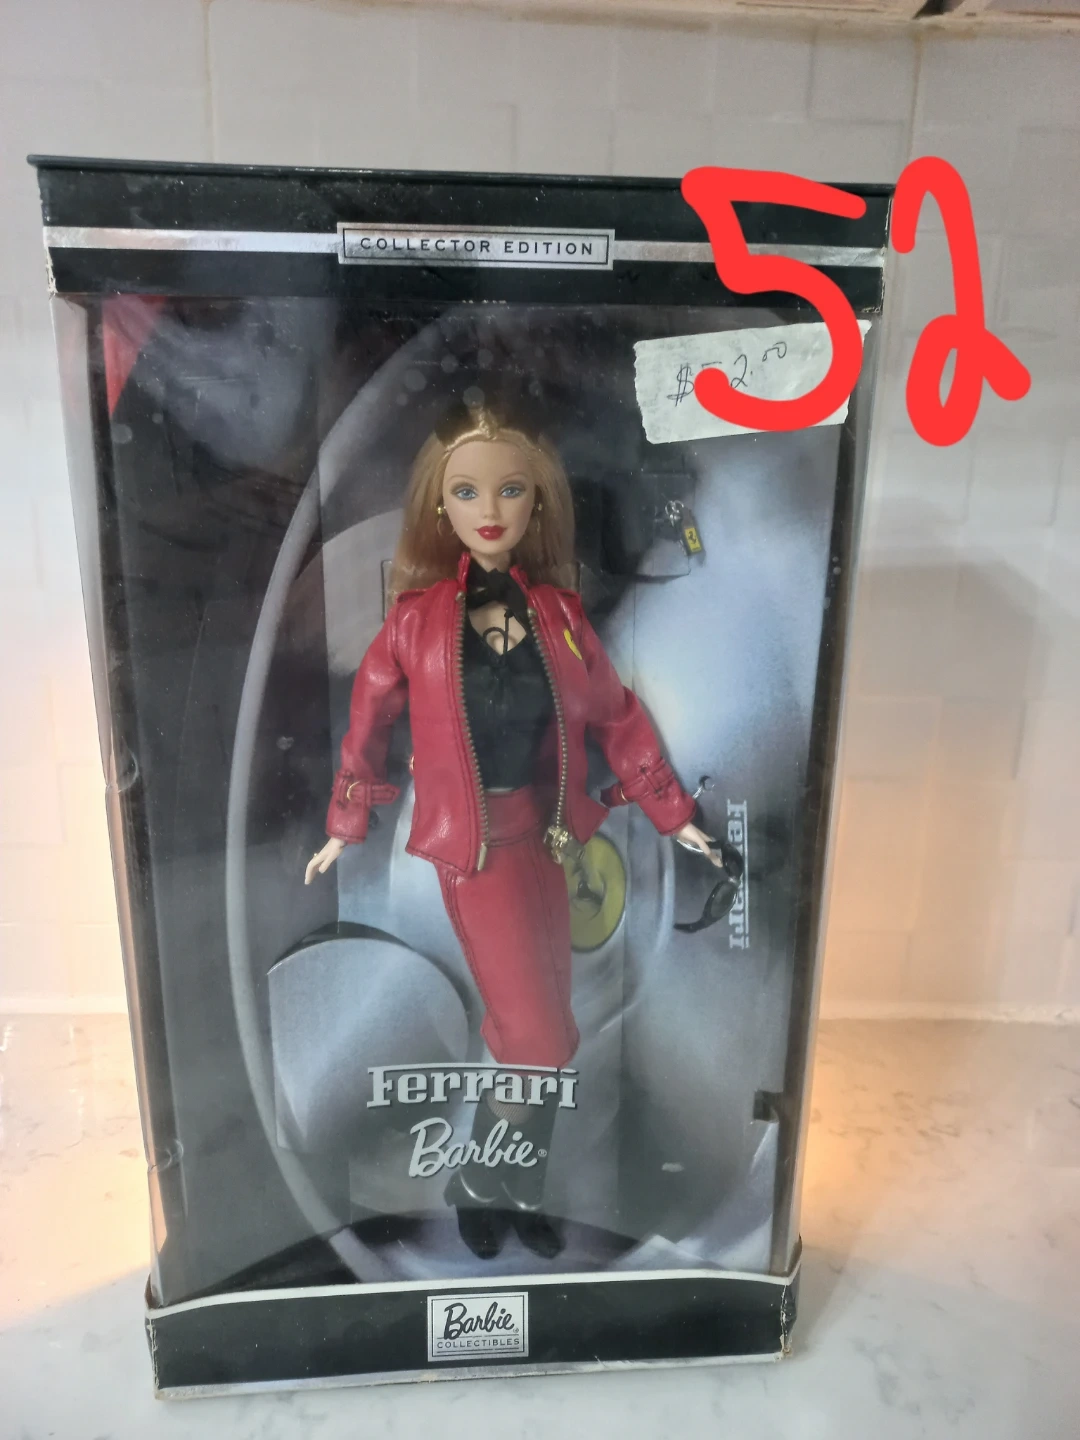 COLLECTOR EDITION
52
$52.00
Ferrari
Ferrari
Barbie®
Barbie®
COLLECTIBLES